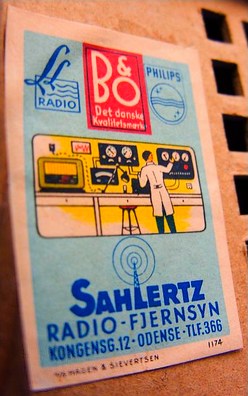 B&O
Det danske
Kvalitetsmærke
RADIO
PHILIPS
SAHLERTZ
RADIO-FJERNSYN
KONGENSG.12-ODENSE-TLF.366
HAGEN & SIEVERTSEN
1174